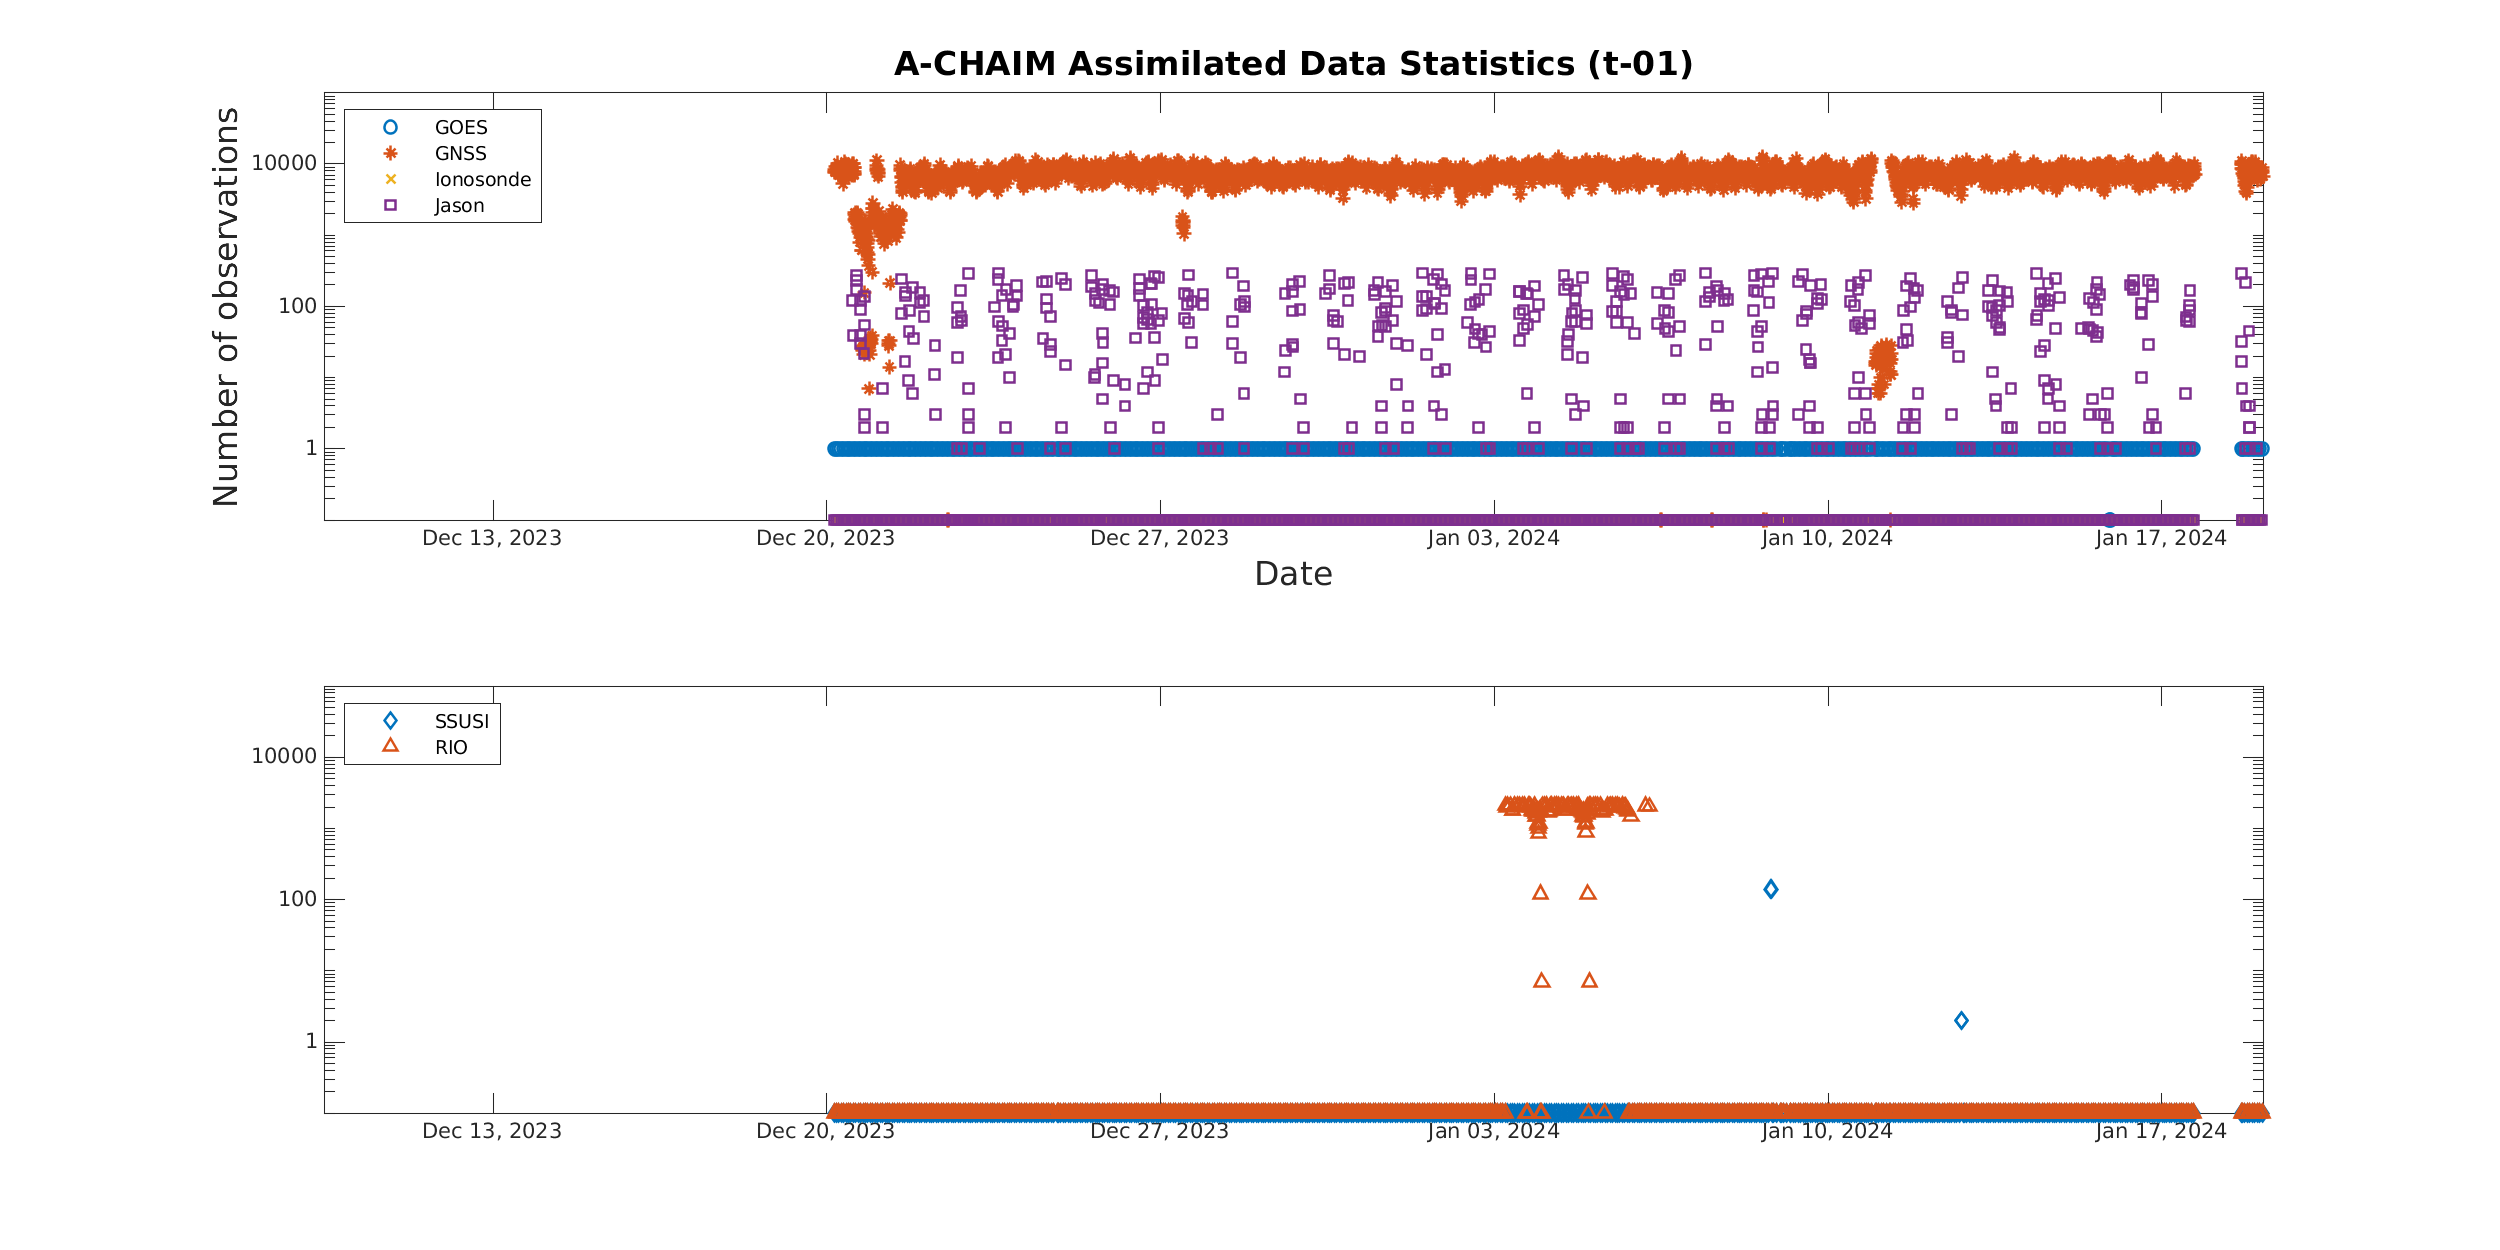 A-CHAIM Assimilated Data Statistics (t-01)
Number of observations
10000
100
1
GOES
GNSS
Ionosonde
Jason
Dec 13, 2023
Dec 20, 2023
Dec 27, 2023
Jan 03, 2024
Jan 10, 2024
Jan 17, 2024
Date
10000
100
1
SSUSI
RIO
Dec 13, 2023
Dec 20, 2023
Dec 27, 2023
Jan 03, 2024
Jan 10, 2024
Jan 17, 2024